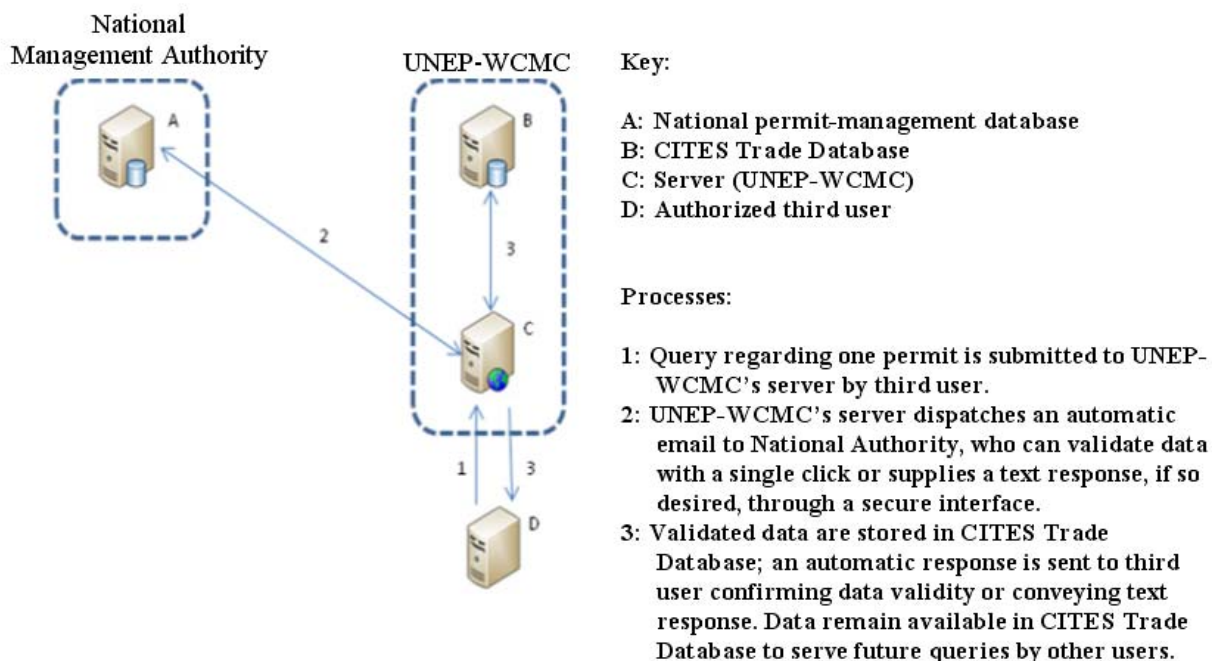 National
Management Authority
UNEP-WCMC
A
B
2
3
C
1
3
D
Key:
A: National permit-management database
B: CITES Trade Database
C: Server (UNEP-WCMC)
D: Authorized third user
Processes:
1: Query regarding one permit is submitted to UNEP-
WCMC’s server by third user.
2: UNEP-WCMC’s server dispatches an automatic
email to National Authority, who can validate data
with a single click or supplies a text response, if so
desired, through a secure interface.
3: Validated data are stored in CITES Trade
Database; an automatic response is sent to third
user confirming data validity or conveying text
response. Data remain available in CITES Trade
Database to serve future queries by other users.